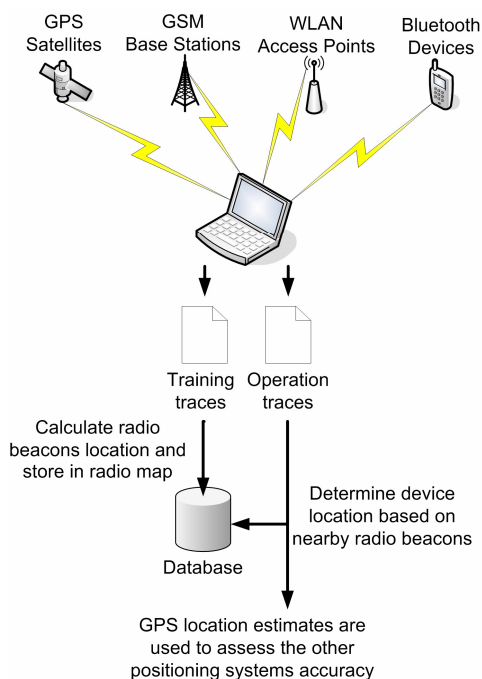 GPS
Satellites
GSM
Base Stations
WLAN
Access Points
Bluetooth
Devices
Training
traces
Operation
traces
Calculate radio
beacons location and
store in radio map
Determine device
location based on
nearby radio beacons
Database
GPS location estimates are
used to assess the other
positioning systems accuracy